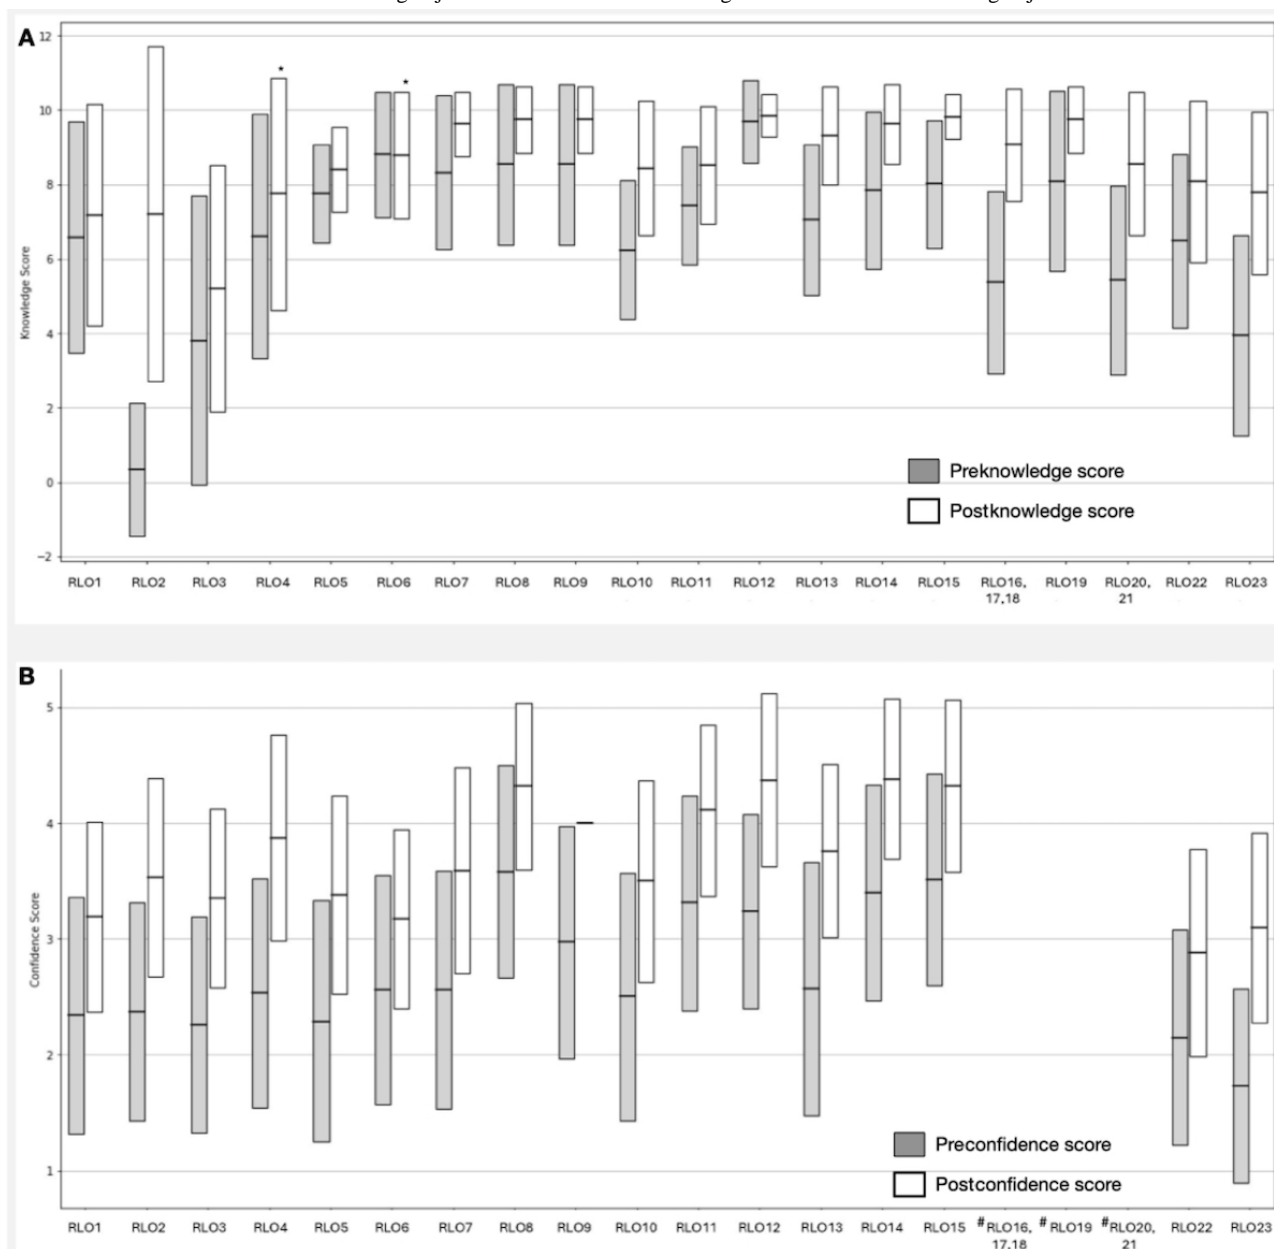 A
12
10
8
6
4
2
0
−2
Knowledge Score
*
*
Preknowledge score
Postknowledge score
RLO1 RLO2 RLO3 RLO4 RLO5 RLO6 RLO7 RLO8 RLO9 RLO10 RLO11 RLO12 RLO13 RLO14 RLO15 RLO16, RLO19 RLO20, RLO22 RLO23
17,18 21
B
5
4
3
2
1
Confidence Score
Preconfidence score
Postconfidence score
RLO1 RLO2 RLO3 RLO4 RLO5 RLO6 RLO7 RLO8 RLO9 RLO10 RLO11 RLO12 RLO13 RLO14 RLO15 #RLO16, #RLO19 #RLO20, RLO22 RLO23
17,18 21